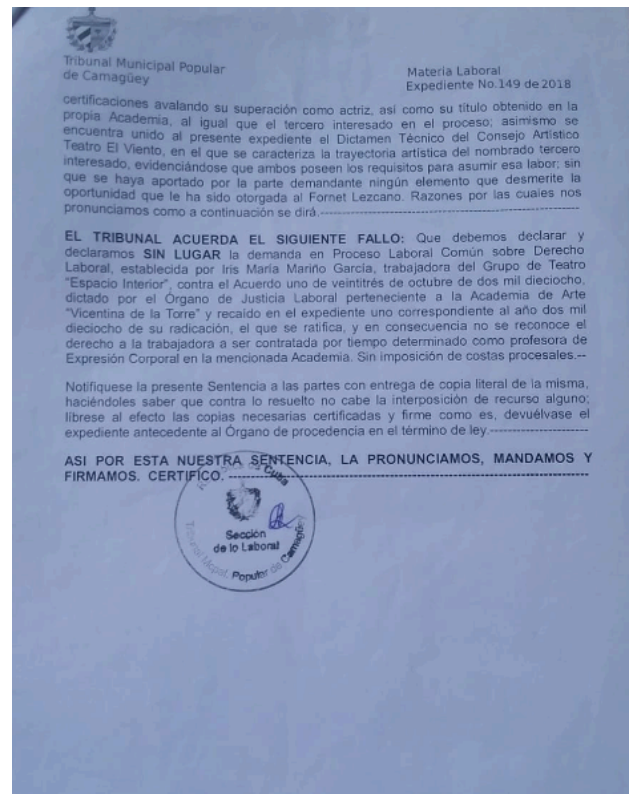 Tribunal Municipal Popular
de Camagüey
Materia Laboral
Expediente No.149 de 2018
certificaciones avalando su superación como actriz, así como su título obtenido en la
propia Academia, al igual que el tercero interesado en el proceso; asimismo se
encuentra unido al presente expediente el Dictamen Técnico del Consejo Artístico
Teatro El Viento, en el que se caracteriza la trayectoria artística del nombrado tercero
interesado, evidenciándose que ambos poseen los requisitos para asumir esa labor; sin
que se haya aportado por la parte demandante ningún elemento que desmerite la
oportunidad que le ha sido otorgada al Fornet Lezcano. Razones por las cuales nos
pronunciamos como a continuación se dirá.-----------------------------------------------
EL TRIBUNAL ACUERDA EL SIGUIENTE FALLO: Que debemos declarar y
declaramos SIN LUGAR la demanda en Proceso Laboral Común sobre Derecho
Laboral, establecida por Iris María Mariño García, trabajadora del Grupo de Teatro
"Espacio Interior", contra el Acuerdo uno de veintitrés de octubre de dos mil dieciocho,
dictado por el Órgano de Justicia Laboral perteneciente a la Academia de Arte
"Vicentina de la Torre" y recaído en el expediente uno correspondiente al año dos mil
dieciocho de su radicación, el que se ratifica, y en consecuencia no se reconoce el
derecho a la trabajadora a ser contratada por tiempo determinado como profesora de
Expresión Corporal en la mencionada Academia. Sin imposición de costas procesales.--
Notifíquese la presente Sentencia a las partes con entrega de copia literal de la misma,
haciéndoles saber que contra lo resuelto no cabe la interposición de recurso alguno;
líbrese al efecto las copias necesarias certificadas y firme como es, devuélvase el
expediente antecedente al Órgano de procedencia en el término de ley.------------------
ASI POR ESTA NUESTRA SENTENCIA, LA PRONUNCIAMOS, MANDAMOS Y
FIRMAMOS. CERTIFICO. -----------------------------------------------------------------
Cuba
Sección
de lo Laboral
Tribunal Mcpal. Popular de Camagüey